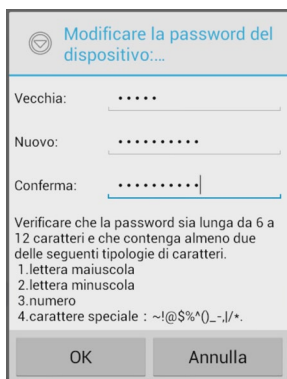 Modificare la password del
dispositivo:...
Vecchia: •••••
Nuovo: ••••••••••
Conferma: ••••••••••
Verificare che la password sia lunga da 6 a
12 caratteri e che contenga almeno due
delle seguenti tipologie di caratteri.
1.lettera maiuscola
2.lettera minuscola
3.numero
4.carattere speciale : ~!@$%^()_-,|/*.
OK Annulla